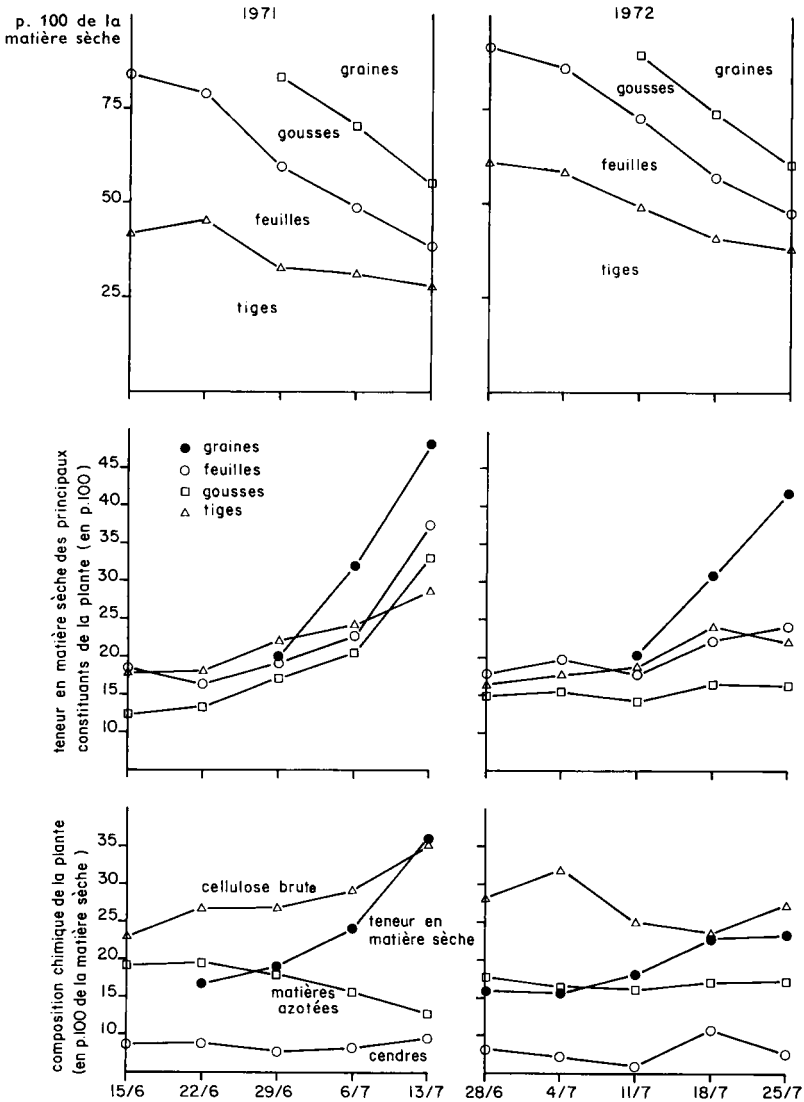 p. 100 de la
matière sèche
1971
1972
graines
gousses
feuilles
tiges
75
50
25
graines
gousses
feuilles
tiges
teneur en matière sèche des principaux
constituants de la plante (en p.100)
45
40
35
30
25
20
15
10
graines
feuilles
gousses
tiges
composition chimique de la plante
(en p.100 de la matière sèche)
35
30
25
20
15
10
cellulose brute
teneur en
matière sèche
matières
azotées
cendres
15/6 22/6 29/6 6/7 13/7
28/6 4/7 11/7 18/7 25/7